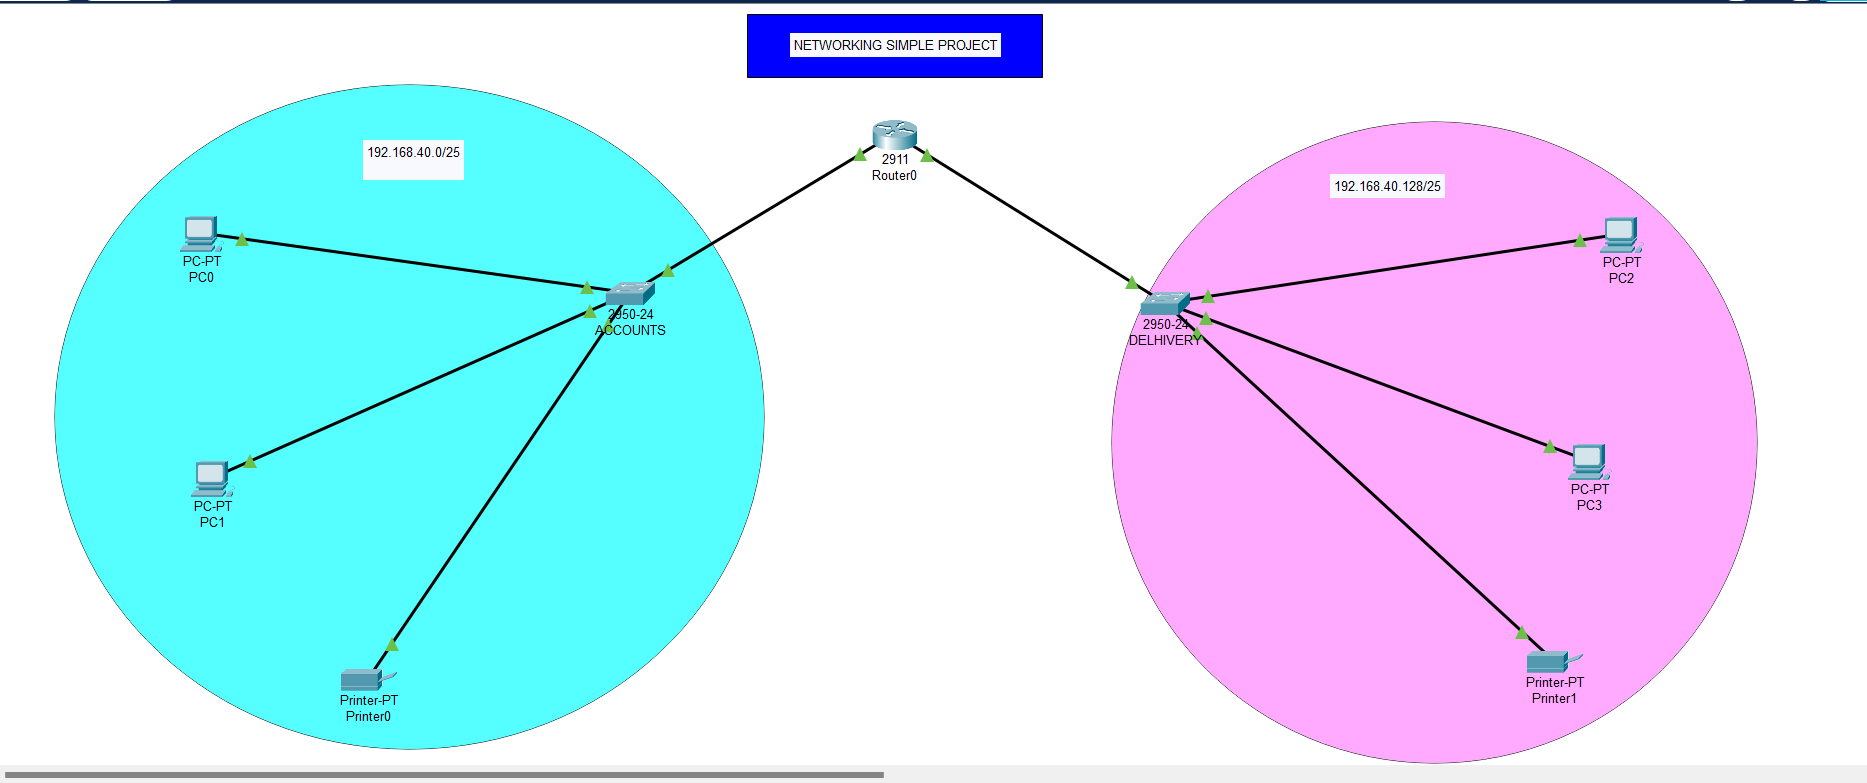 NETWORKING SIMPLE PROJECT
192.168.40.0/25
2911
Router0
192.168.40.128/25
PC-PT
PC0
PC-PT
PC2
2950-24
ACCOUNTS
2950-24
DELHIVERY
PC-PT
PC1
PC-PT
PC3
Printer-PT
Printer0
Printer-PT
Printer1